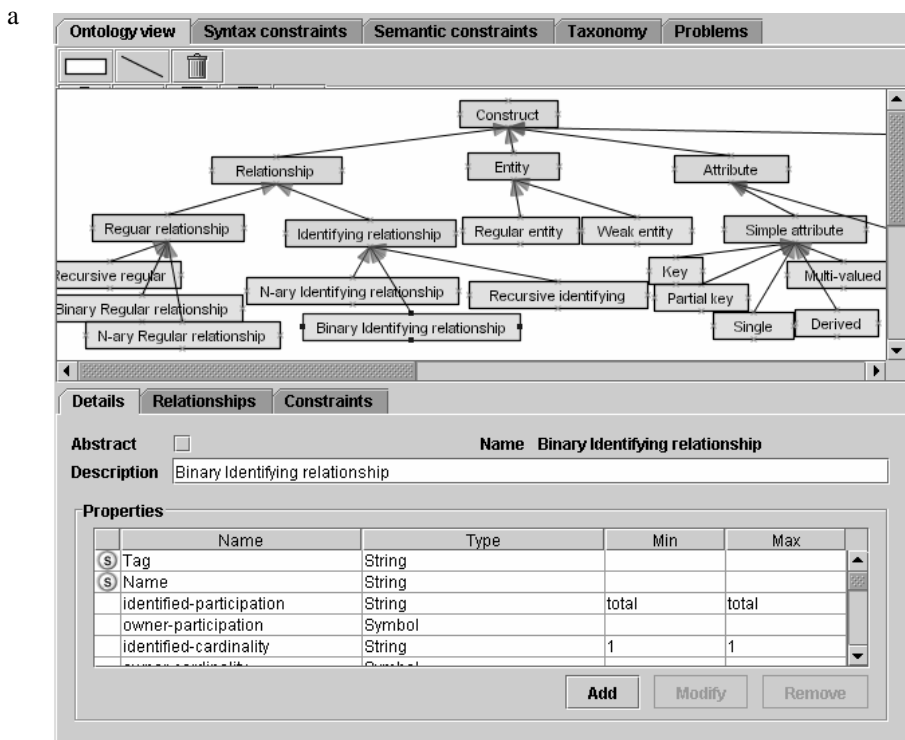 a
Ontology view Syntax constraints Semantic constraints Taxonomy Problems
Construct
Relationship Entity Attribute
Reguar relationship Identifying relationship Regular entity Weak entity Simple attribute
Recursive regular N-ary Identifying relationship Recursive identifying Key Multi-valued
Binary Regular relationship Partial key
N-ary Regular relationship Binary Identifying relationship Single Derived
Details Relationships Constraints
Abstract Name Binary Identifying relationship
Description Binary Identifying relationship
Properties
Name Type Min Max
S Tag String
S Name String
identified-participation String total total
owner-participation Symbol
identified-cardinality String 1 1
owner-cardinality Symbol
Add Modify Remove